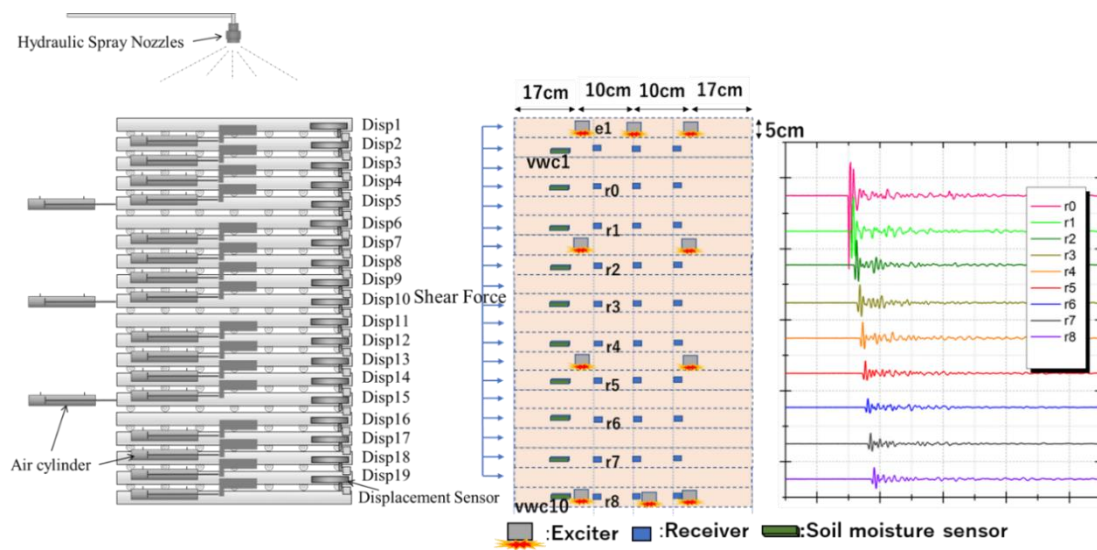 Hydraulic Spray Nozzles
Disp1
Disp2
Disp3
Disp4
Disp5
Disp6
Disp7
Disp8
Disp9
Disp10
Disp11
Disp12
Disp13
Disp14
Disp15
Disp16
Disp17
Disp18
Disp19
Air cylinder
Displacement Sensor
Shear Force
17cm 10cm 10cm 17cm
5cm
e1
vwc1
r0
r1
r2
r3
r4
r5
r6
r7
r8
vwc10
:Exciter :Receiver :Soil moisture sensor
r0
r1
r2
r3
r4
r5
r6
r7
r8